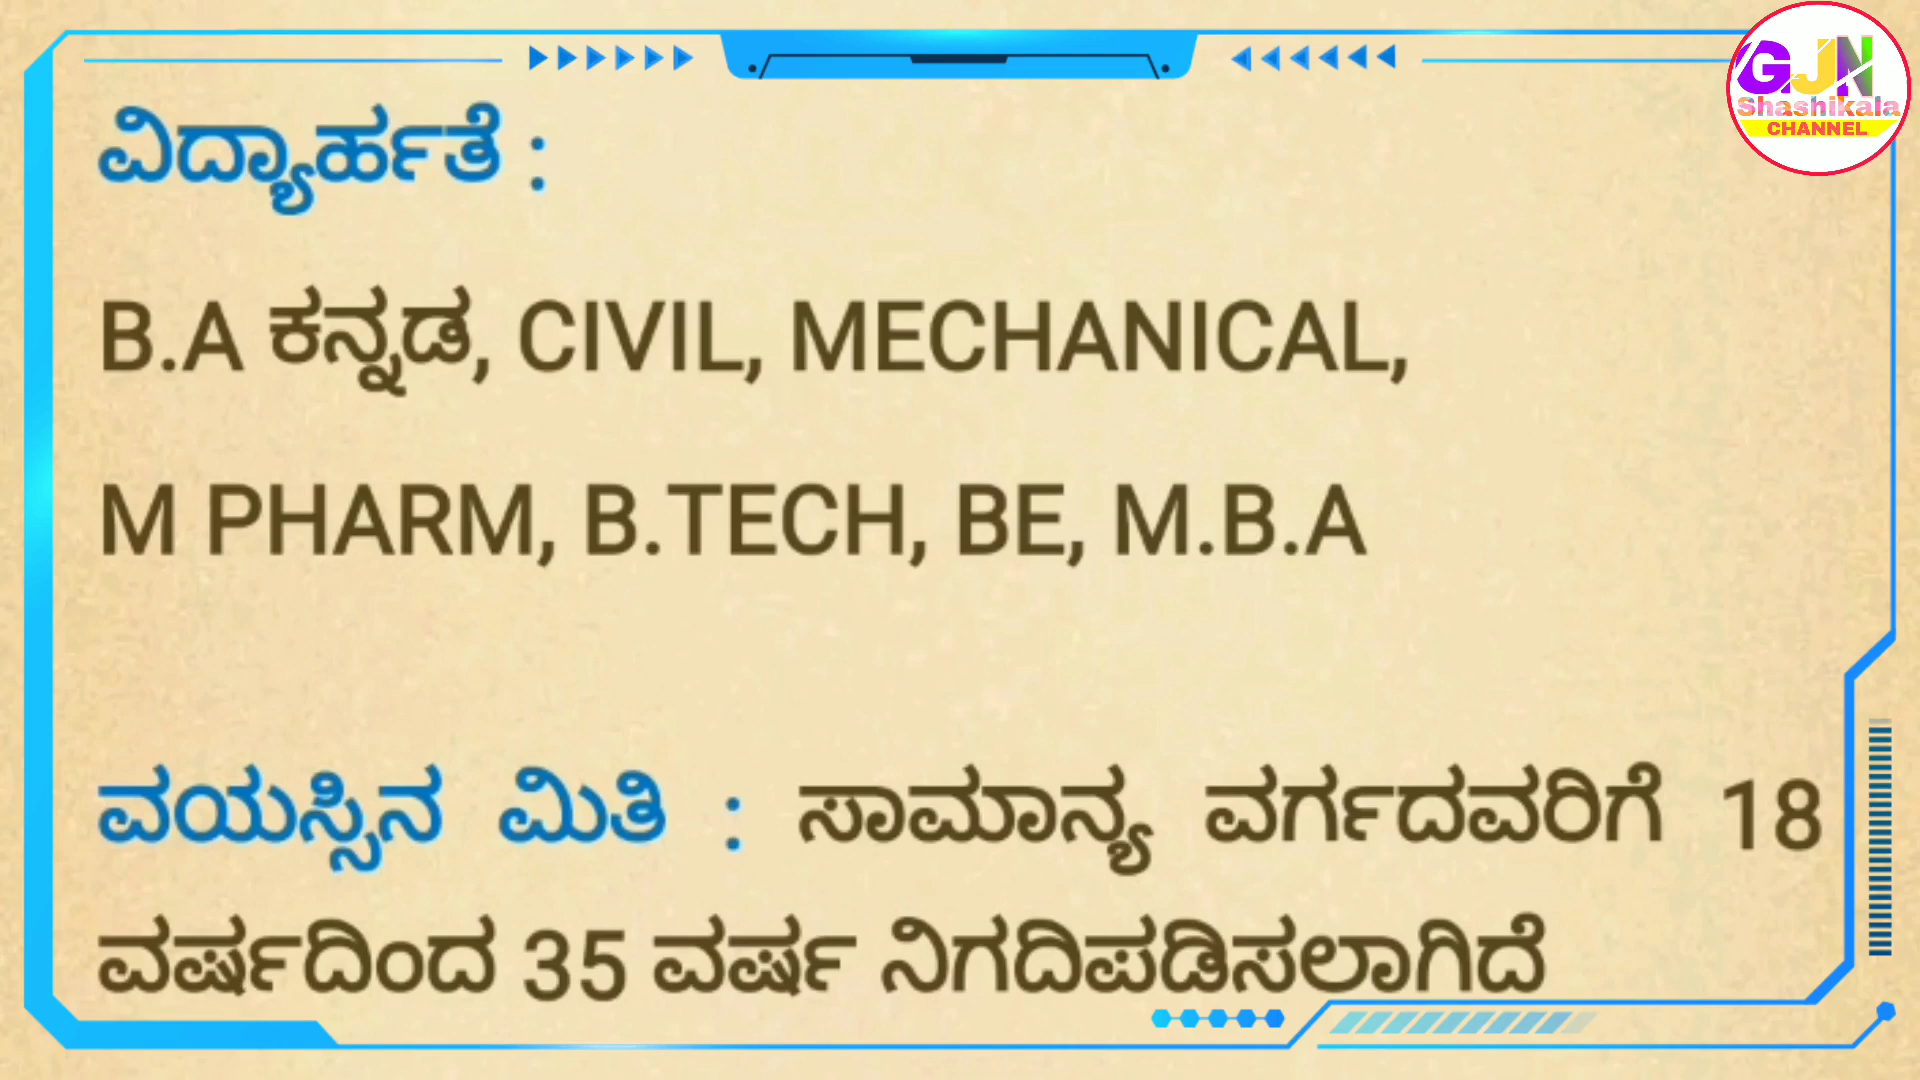 GJN
Shashikala
CHANNEL
ವಿದ್ಯಾರ್ಹತೆ :
B.A ಕನ್ನಡ, CIVIL, MECHANICAL,
M PHARM, B.TECH, BE, M.B.A
ವಯಸ್ಸಿನ ಮಿತಿ : ಸಾಮಾನ್ಯ ವರ್ಗದವರಿಗೆ 18
ವರ್ಷದಿಂದ 35 ವರ್ಷ ನಿಗದಿಪಡಿಸಲಾಗಿದೆ